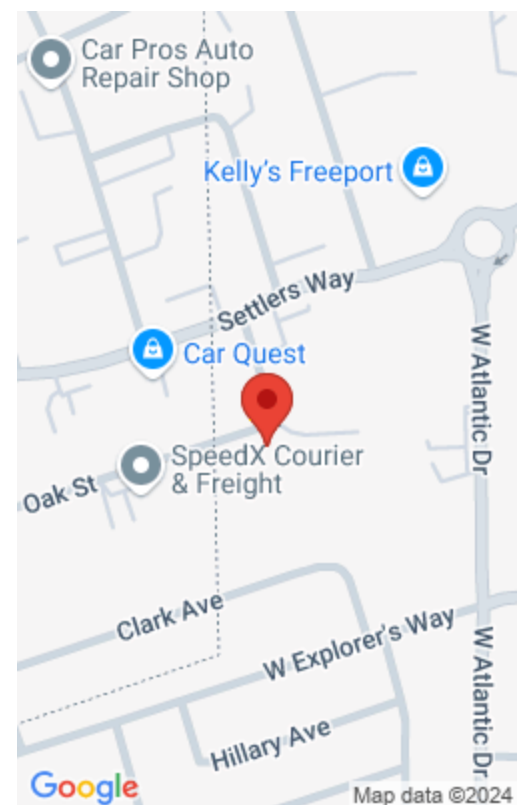 Car Pros Auto
Repair Shop
Kelly's Freeport
Settlers Way
Car Quest
W Atlantic Dr
SpeedX Courier
& Freight
Oak St
Clark Ave
W Explorer's Way
W Atlantic Dr
Hillary Ave
Google
Map data ©2024